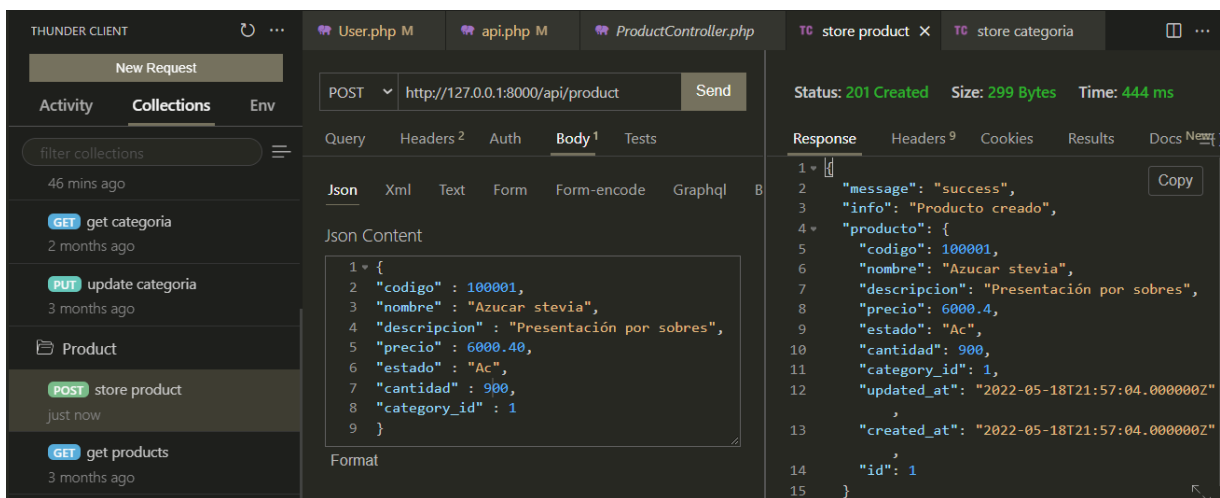 THUNDER CLIENT
New Request
Activity Collections Env
filter collections
46 mins ago
GET get categoria
2 months ago
PUT update categoria
3 months ago
Product
POST store product
just now
GET get products
3 months ago
User.php M api.php M ProductController.php TC store product TC store categoria
POST http://127.0.0.1:8000/api/product Send
Query Headers 2 Auth Body 1 Tests
Json Xml Text Form Form-encode Graphql B
Json Content
1 {
2 "codigo" : 100001,
3 "nombre" : "Azucar stevia",
4 "descripcion" : "Presentación por sobres",
5 "precio" : 6000.40,
6 "estado" : "Ac",
7 "cantidad" : 900,
8 "category_id" : 1
9 }
Format
Status: 201 Created Size: 299 Bytes Time: 444 ms
Response Headers 9 Cookies Results Docs New
Copy
1 {
2 "message": "success",
3 "info": "Producto creado",
4 "producto": {
5 "codigo": 100001,
6 "nombre": "Azucar stevia",
7 "descripcion": "Presentación por sobres",
8 "precio": 6000.4,
9 "estado": "Ac",
10 "cantidad": 900,
11 "category_id": 1,
12 "updated_at": "2022-05-18T21:57:04.000000Z"
,
13 "created_at": "2022-05-18T21:57:04.000000Z"
,
14 "id": 1
15 }